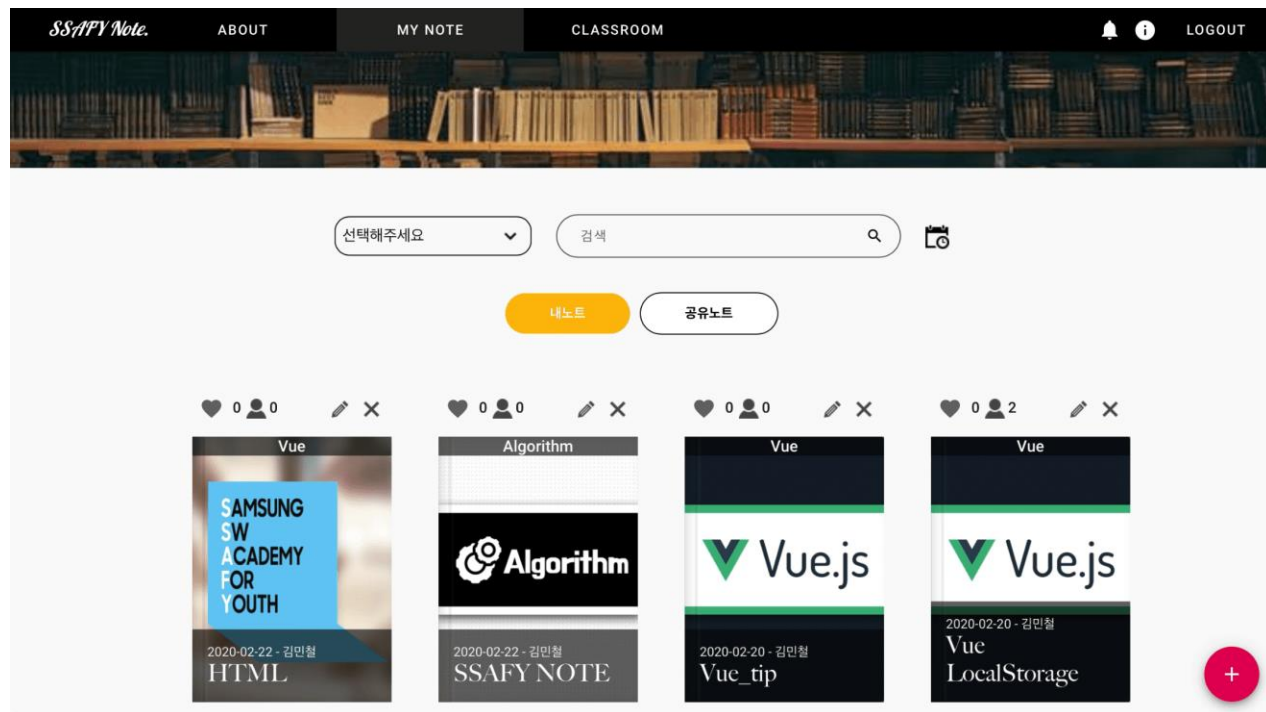 SSAFY Note. ABOUT MY NOTE CLASSROOM LOGOUT
선택해주세요 검색
내노트 공유노트
0 0 0 0 0 0 0 2
Vue Algorithm Vue Vue
SAMSUNG
SW
ACADEMY
FOR
YOUTH
Algorithm
Vue.js
Vue.js
2020-02-22 - 김민철
HTML
2020-02-22 - 김민철
SSAFY NOTE
2020-02-20 - 김민철
Vue_tip
2020-02-20 - 김민철
Vue
LocalStorage